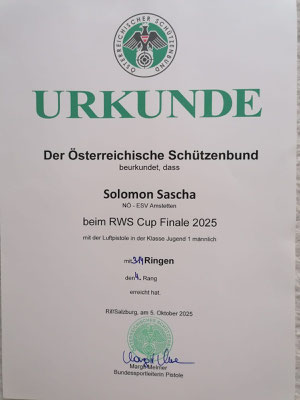 ÖSTERREICHISCHER SCHÜTZENBUND
URKUNDE
Der Österreichische Schützenbund
beurkundet, dass
Solomon Sascha
NÖ - ESV Amstetten
beim RWS Cup Finale 2025
mit der Luftpistole in der Klasse Jugend 1 männlich
mit 319 Ringen
den 4. Rang
erreicht hat.
Rif/Salzburg, am 5. Oktober 2025
Margit Melmer
Bundessportleiterin Pistole